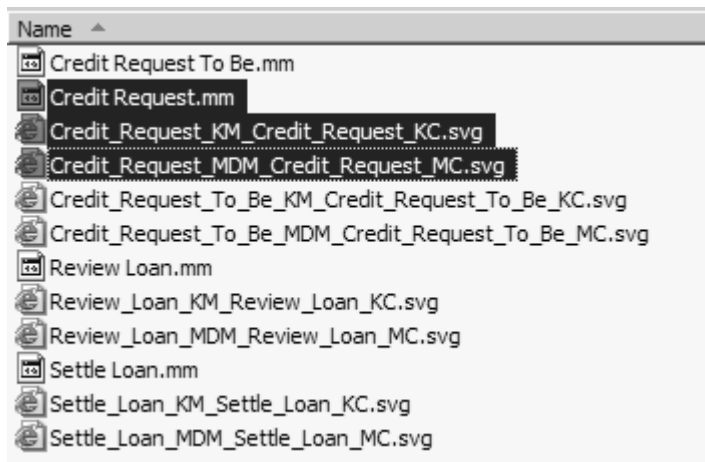 Name
Credit Request To Be.mm
Credit Request.mm
Credit_Request_KM_Credit_Request_KC.svg
Credit_Request_MDM_Credit_Request_MC.svg
Credit_Request_To_Be_KM_Credit_Request_To_Be_KC.svg
Credit_Request_To_Be_MDM_Credit_Request_To_Be_MC.svg
Review Loan.mm
Review_Loan_KM_Review_Loan_KC.svg
Review_Loan_MDM_Review_Loan_MC.svg
Settle Loan.mm
Settle_Loan_KM_Settle_Loan_KC.svg
Settle_Loan_MDM_Settle_Loan_MC.svg